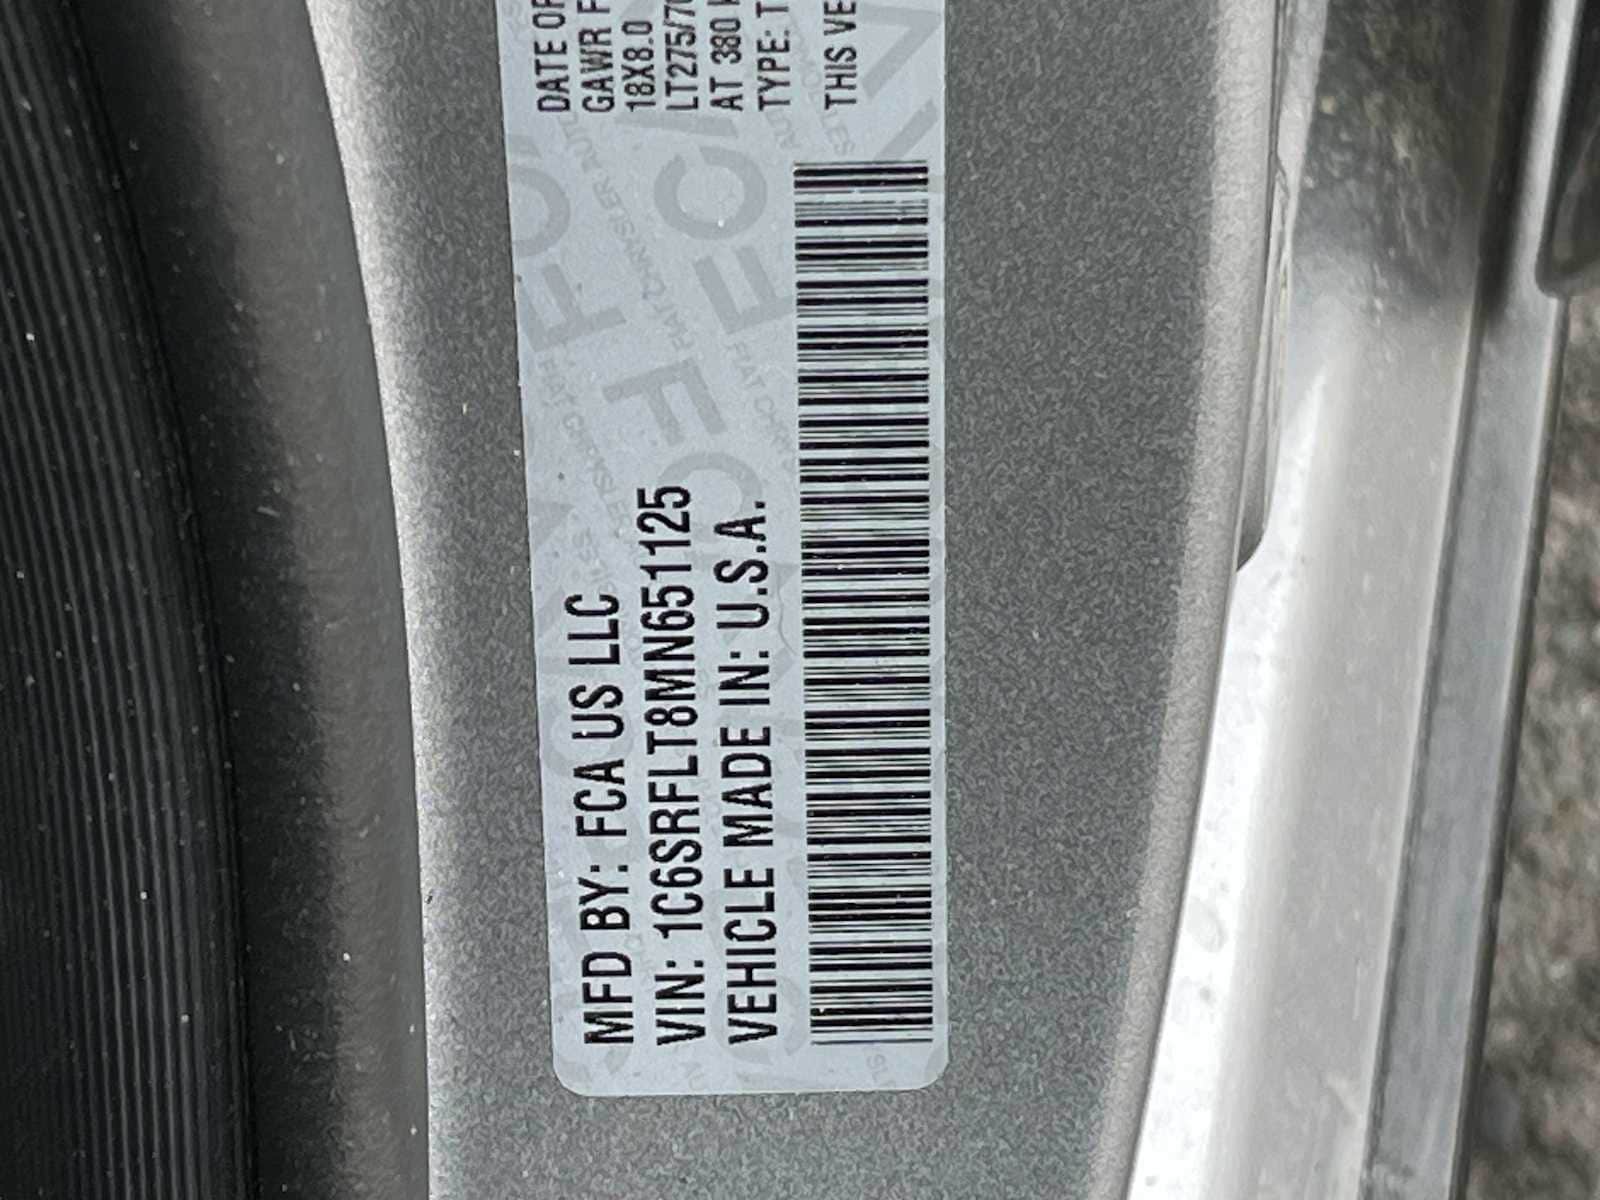 MFD BY: FCA US LLC
VIN: 1C6SRFLT8MN651125
VEHICLE MADE IN: U.S.A.
DATE OF
GAWR F
18X8.0
LT275/70
AT 380
TYPE: T
THIS VE